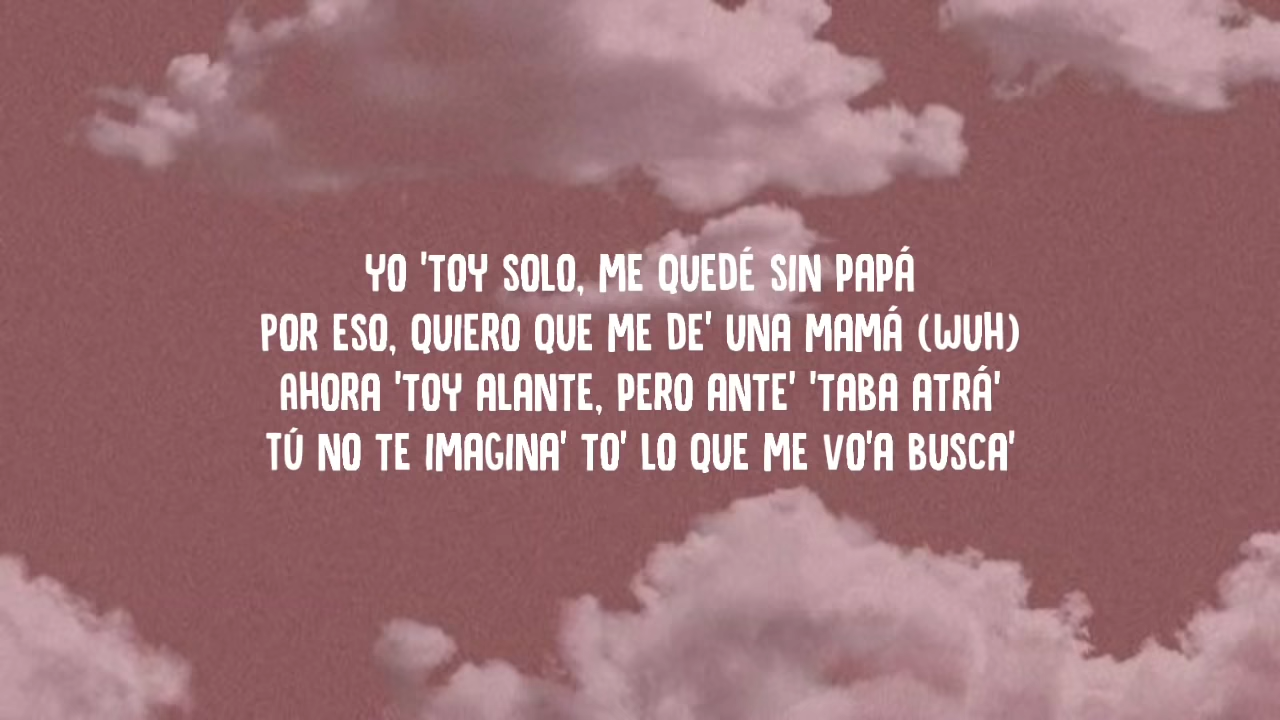 YO 'TOY SOLO, ME QUEDÉ SIN PAPÁ
POR ESO, QUIERO QUE ME DE' UNA MAMÁ (WUH)
AHORA 'TOY ALANTE, PERO ANTE' 'TABA ATRÁ'
TÚ NO TE IMAGINA' TO' LO QUE ME VO'A BUSCA'